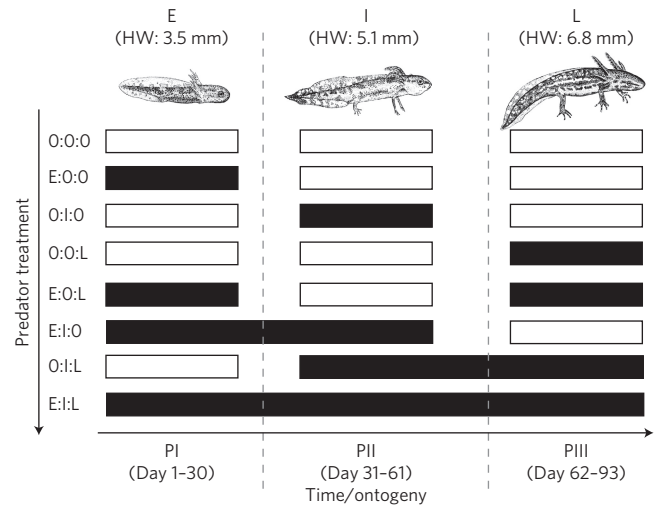 E
(HW: 3.5 mm)
I
(HW: 5.1 mm)
L
(HW: 6.8 mm)
Predator treatment
0:0:0
E:0:0
0:I:0
0:0:L
E:0:L
E:I:0
0:I:L
E:I:L
PI
(Day 1–30)
PII
(Day 31–61)
PIII
(Day 62–93)
Time/ontogeny